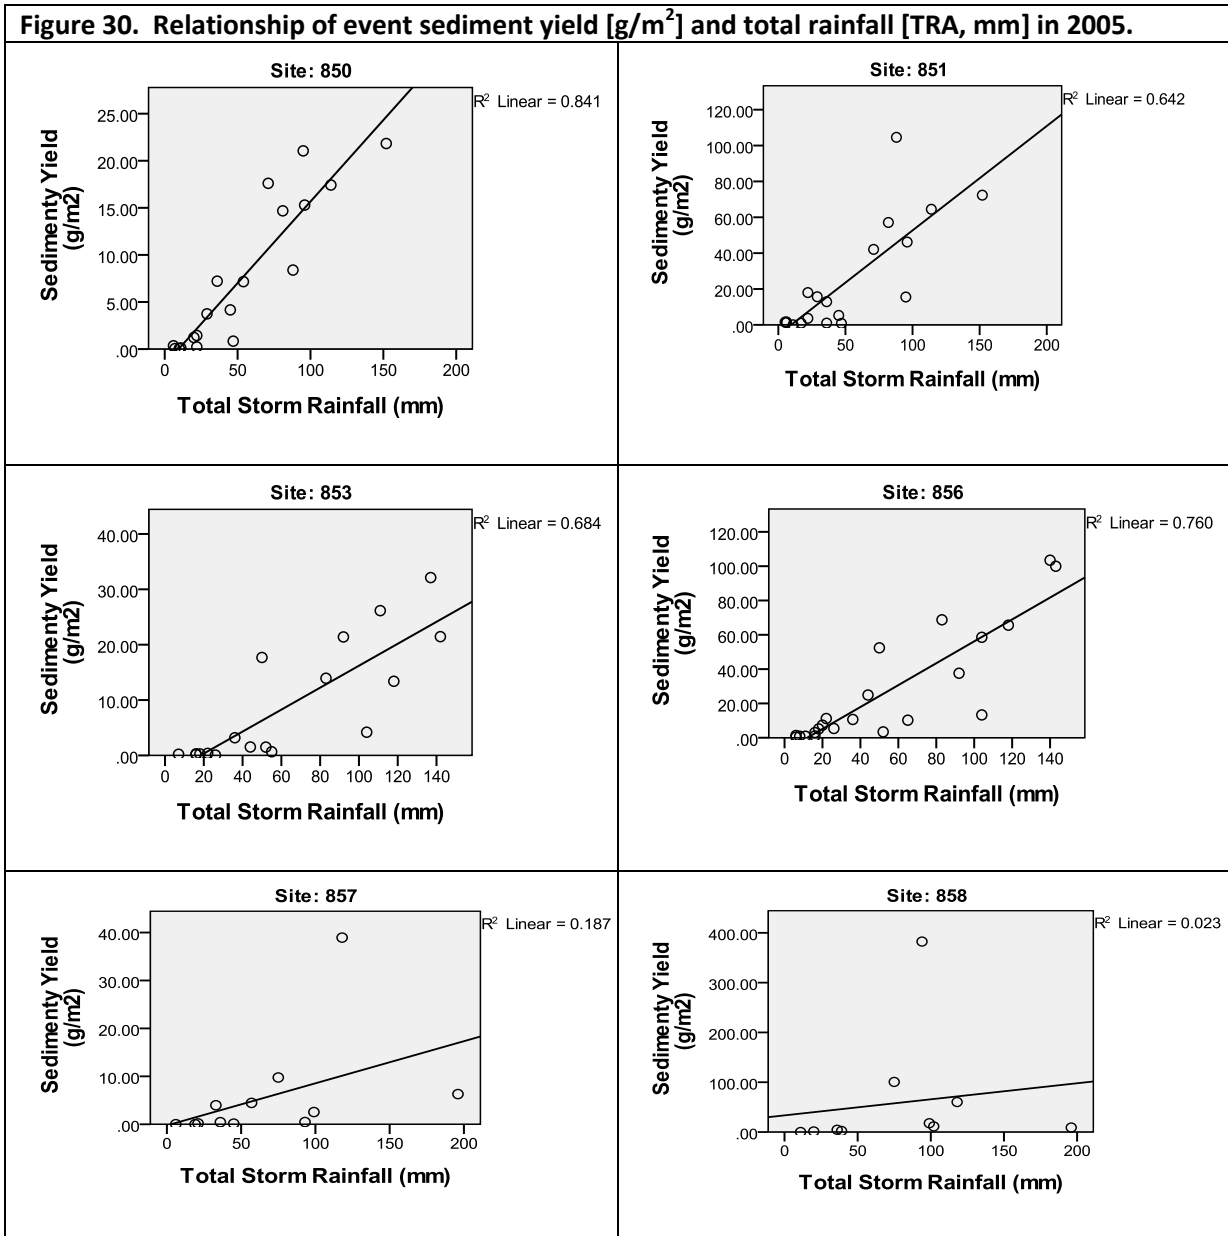 Figure 30. Relationship of event sediment yield [g/m²] and total rainfall [TRA, mm] in 2005.
Site: 850
R² Linear = 0.841
Sedimenty Yield
(g/m2)
25.00
20.00
15.00
10.00
5.00
.00
0 50 100 150 200
Total Storm Rainfall (mm)
Site: 851
R² Linear = 0.642
Sedimenty Yield
(g/m2)
120.00
100.00
80.00
60.00
40.00
20.00
.00
0 50 100 150 200
Total Storm Rainfall (mm)
Site: 853
R² Linear = 0.684
Sedimenty Yield
(g/m2)
40.00
30.00
20.00
10.00
.00
0 20 40 60 80 100 120 140
Total Storm Rainfall (mm)
Site: 856
R² Linear = 0.760
Sedimenty Yield
(g/m2)
120.00
100.00
80.00
60.00
40.00
20.00
.00
0 20 40 60 80 100 120 140
Total Storm Rainfall (mm)
Site: 857
R² Linear = 0.187
Sedimenty Yield
(g/m2)
40.00
30.00
20.00
10.00
.00
0 50 100 150 200
Total Storm Rainfall (mm)
Site: 858
R² Linear = 0.023
Sedimenty Yield
(g/m2)
400.00
300.00
200.00
100.00
.00
0 50 100 150 200
Total Storm Rainfall (mm)